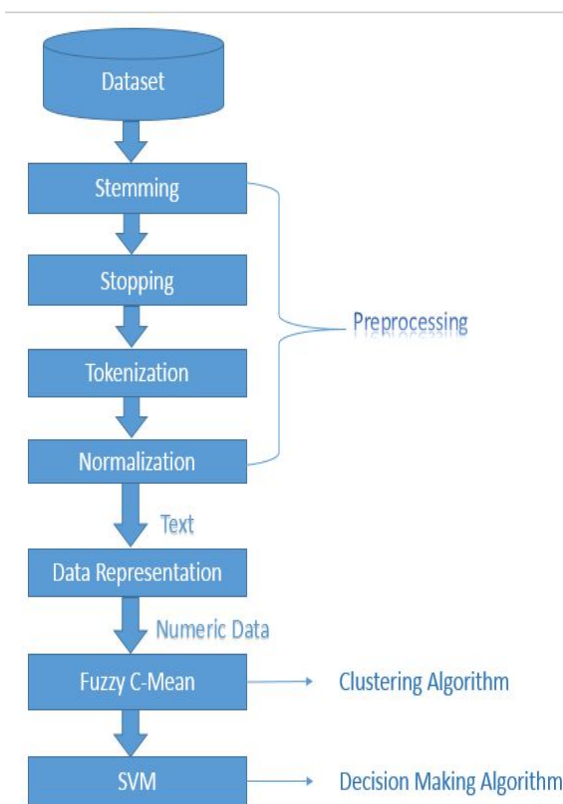 Dataset
Stemming
Stopping
Preprocessing
Tokenization
Normalization
Text
Data Representation
Numeric Data
Fuzzy C-Mean
Clustering Algorithm
SVM
Decision Making Algorithm